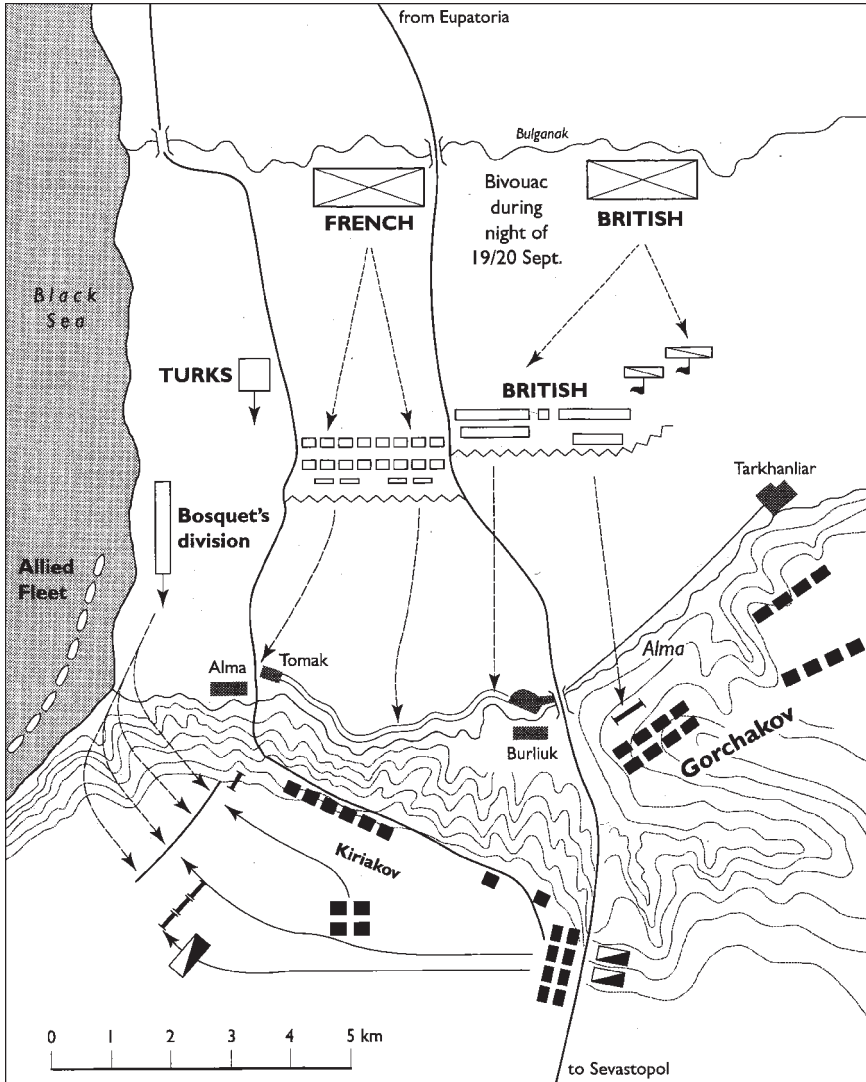 from Eupatoria
Bulganak
FRENCH
Bivouac
during
night of
19/20 Sept.
BRITISH
Black
Sea
TURKS
BRITISH
Tarkhanliar
Bosquet's
division
Allied
Fleet
Alma
Tomak
Alma
Burliuk
Gorchakov
Kiriakov
0 1 2 3 4 5 km
to Sevastopol